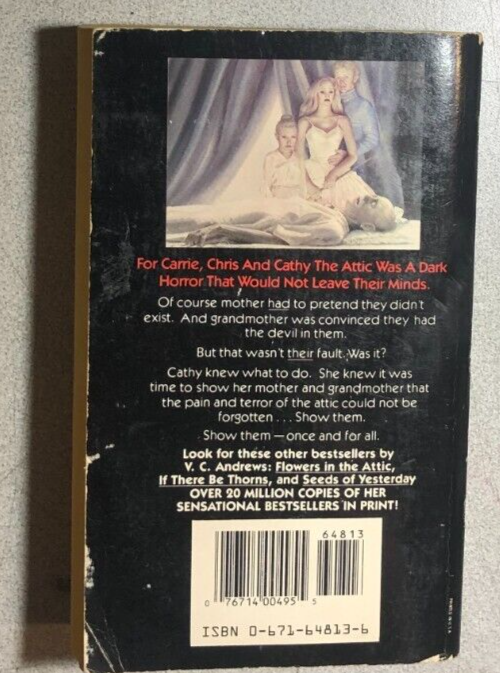 For Carrie, Chris And Cathy The Attic Was A Dark
Horror That Would Not Leave Their Minds.
Of course mother had to pretend they didn't
exist. And grandmother was convinced they had
the devil in them.
But that wasn't their fault. Was it?
Cathy knew what to do. She knew it was
time to show her mother and grandmother that
the pain and terror of the attic could not be
forgotten . . . Show them.
Show them—once and for all.
Look for these other bestsellers by
V. C. Andrews: Flowers in the Attic,
If There Be Thorns, and Seeds of Yesterday
OVER 20 MILLION COPIES OF HER
SENSATIONAL BESTSELLERS IN PRINT!
64813
0 76714 00495 5
ISBN 0-671-64813-6